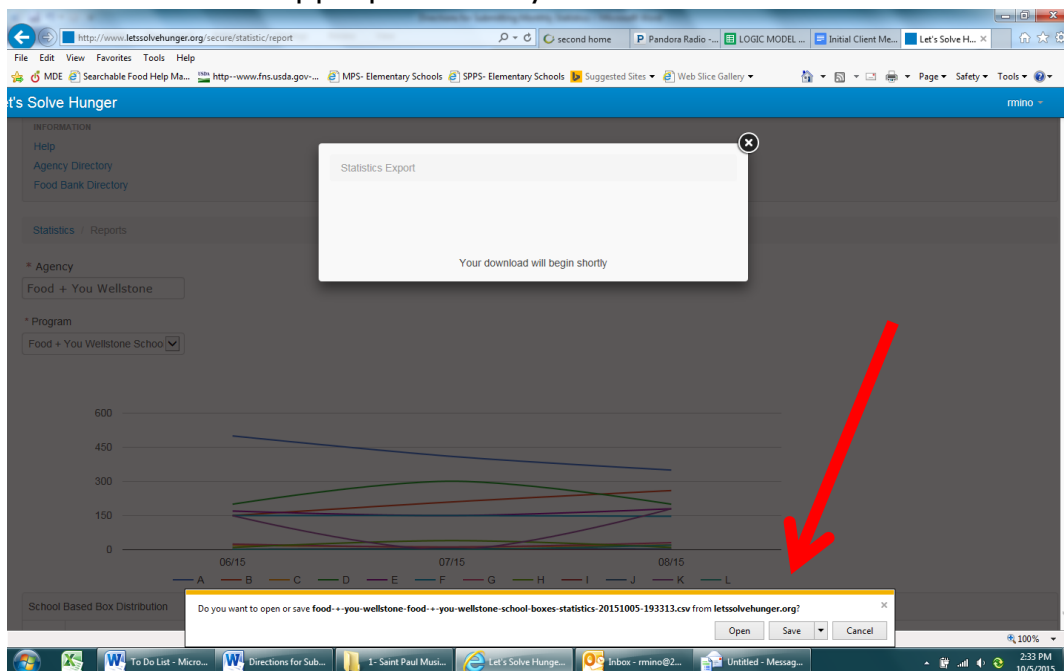 http://www.letssolvehunger.org/secure/statistic/report
second home
Pandora Radio -...
LOGIC MODEL ...
Initial Client Me...
Let's Solve H...
File Edit View Favorites Tools Help
MDE
Searchable Food Help Ma...
http--www.fns.usda.gov-...
MPS- Elementary Schools
SPPS- Elementary Schools
Suggested Sites
Web Slice Gallery
Page Safety Tools
t's Solve Hunger
rmino
INFORMATION
Help
Agency Directory
Food Bank Directory
Statistics Export
Your download will begin shortly
Statistics / Reports
* Agency
Food + You Wellstone
* Program
Food + You Wellstone Schoo
600
450
300
150
0
06/15 07/15 08/15
A B C D E F G H I J K L
School Based Box Distribution
Do you want to open or save food-+-you-wellstone-food-+-you-wellstone-school-boxes-statistics-20151005-193313.csv from letssolvehunger.org?
Open Save Cancel
100%
To Do List - Micro...
Directions for Sub...
1- Saint Paul Musi...
Let's Solve Hunge...
Inbox - rmino@2...
Untitled - Messag...
2:33 PM
10/5/2015